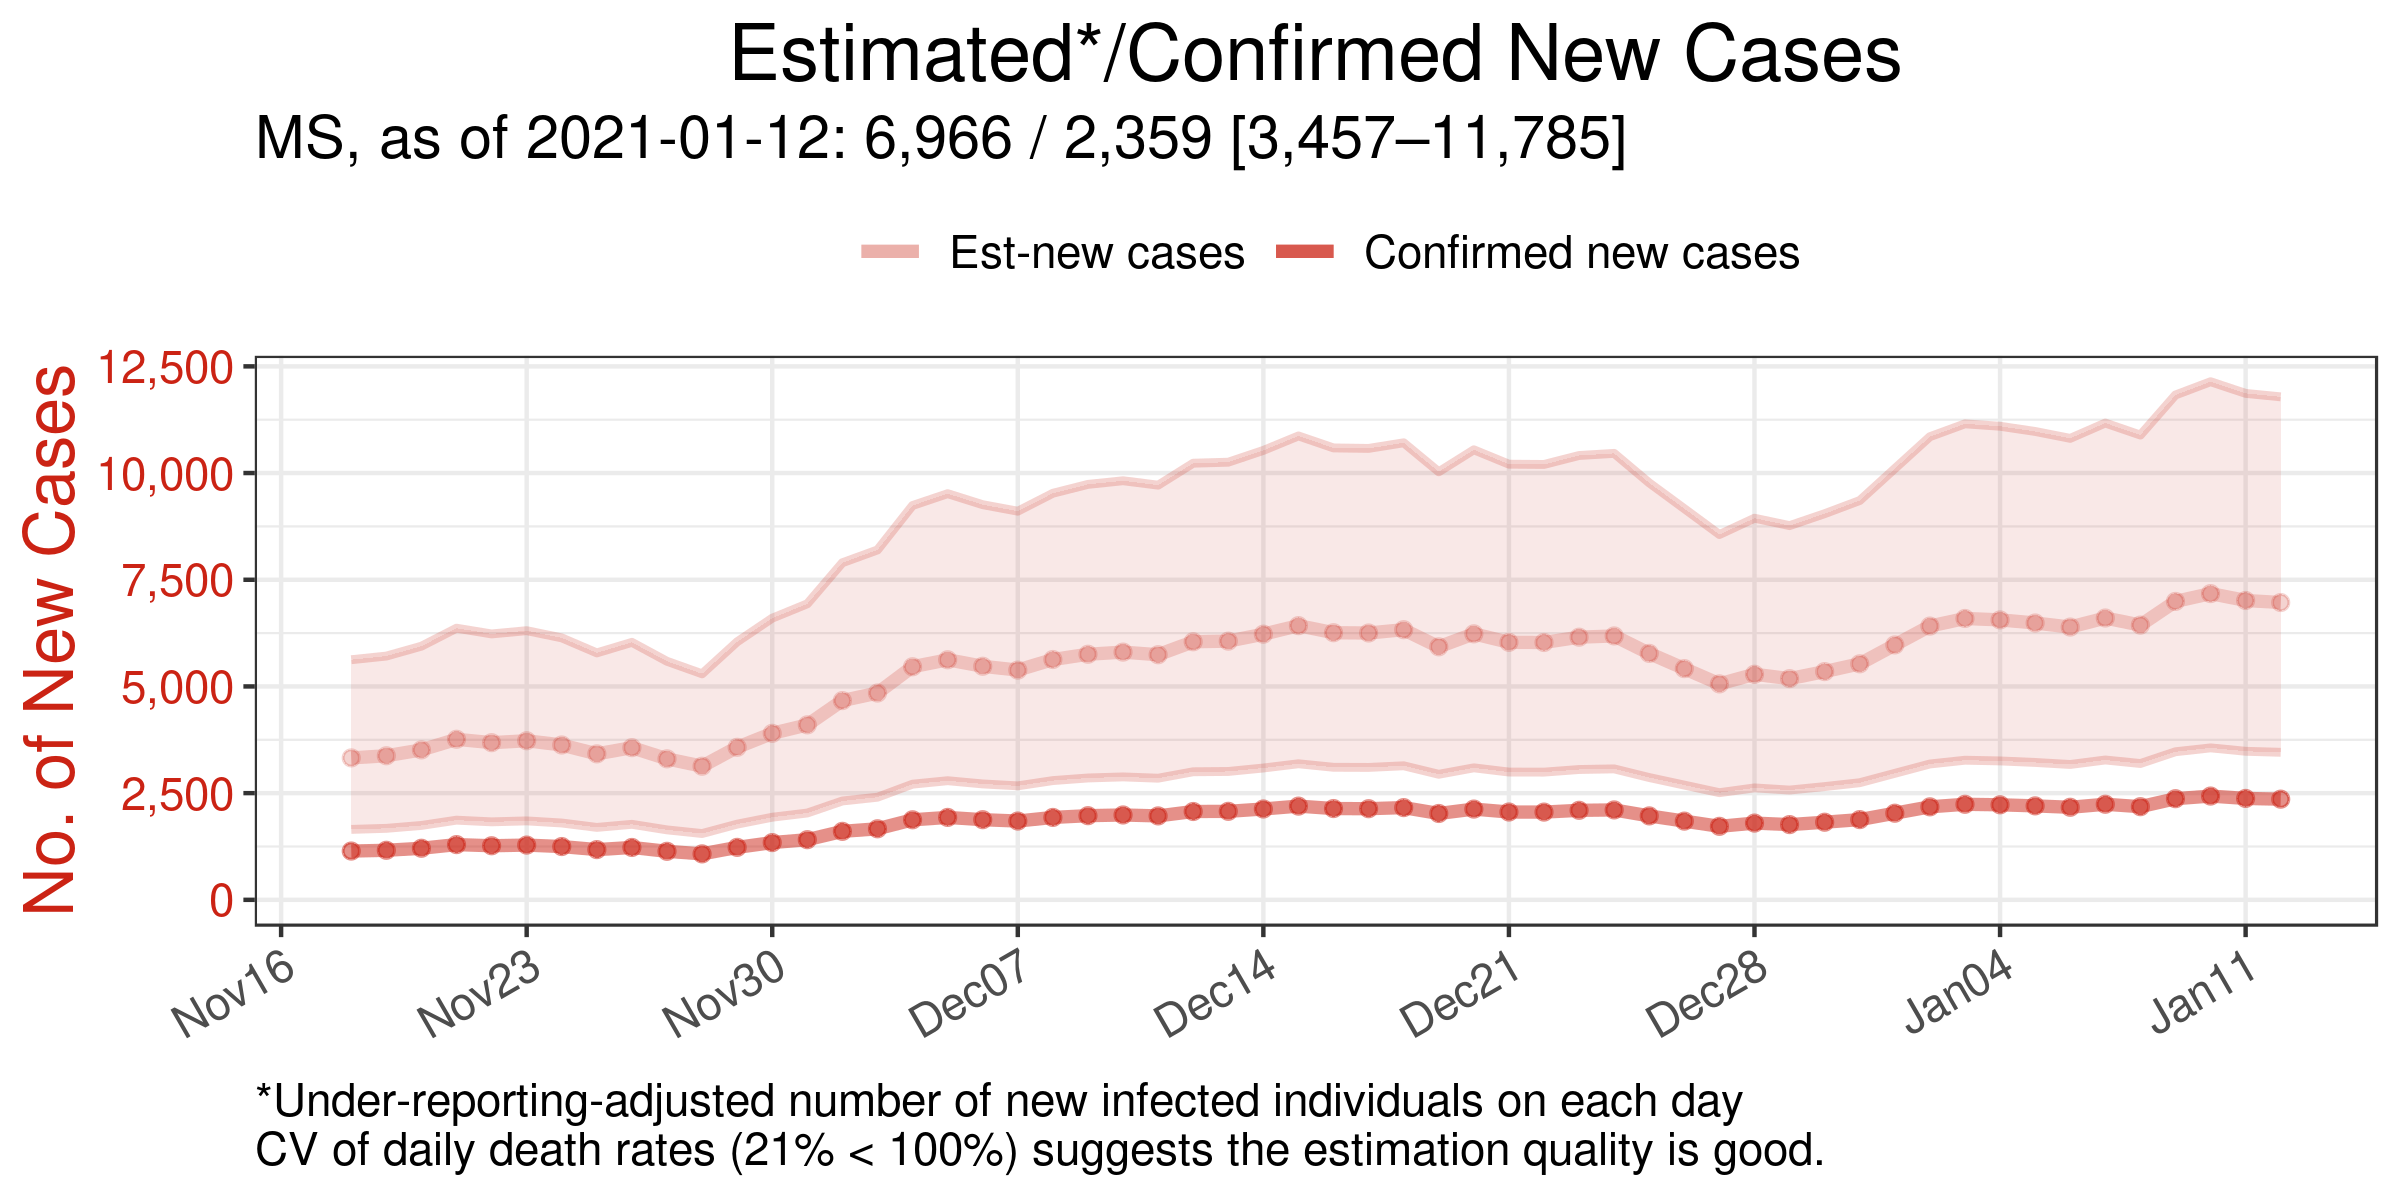 Estimated*/Confirmed New Cases
MS, as of 2021-01-12: 6,966 / 2,359 [3,457–11,785]
Est-new cases
Confirmed new cases
No. of New Cases
12,500
10,000
7,500
5,000
2,500
0
Nov16
Nov23
Nov30
Dec07
Dec14
Dec21
Dec28
Jan04
Jan11
*Under-reporting-adjusted number of new infected individuals on each day
CV of daily death rates (21% < 100%) suggests the estimation quality is good.